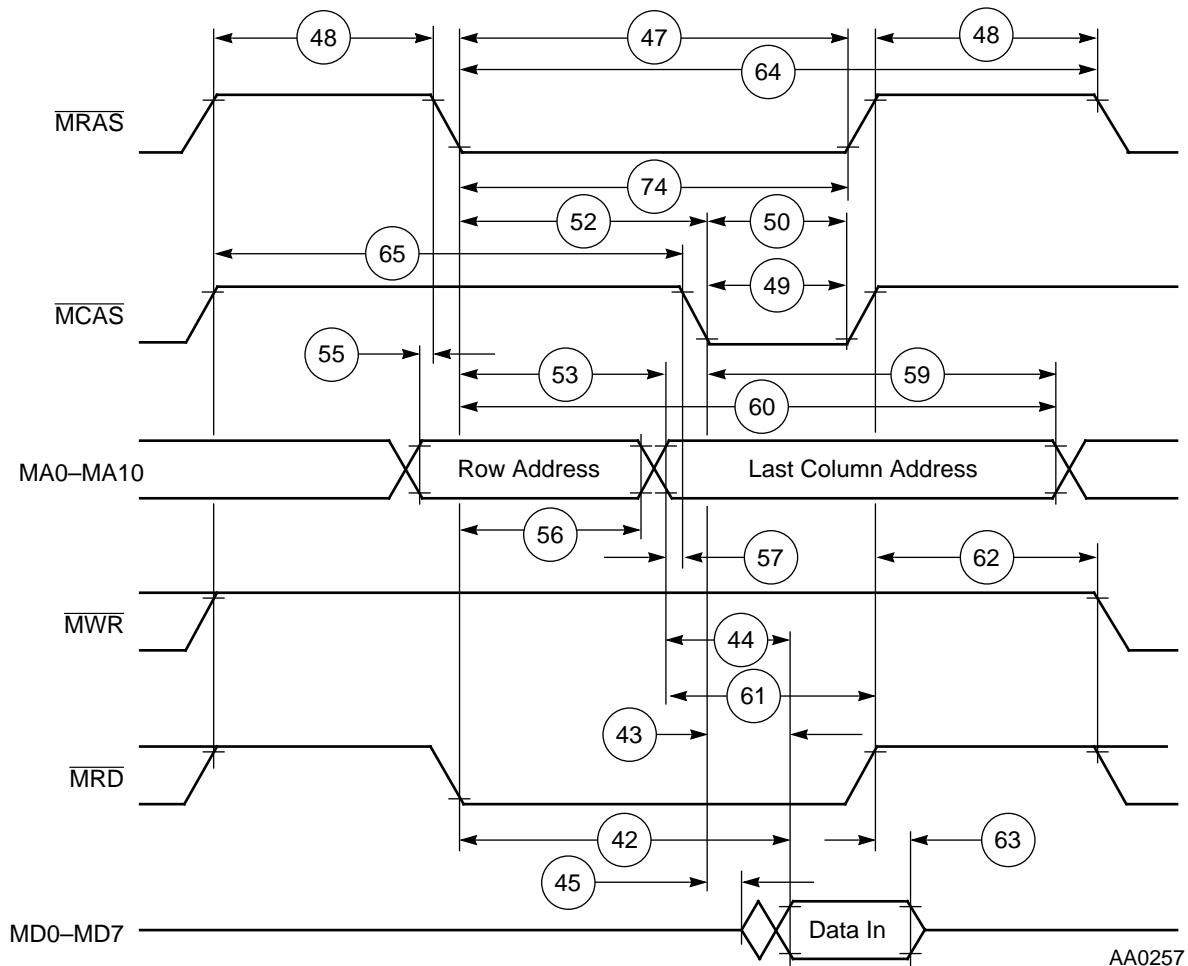 48
47
48
64
MRAS
74
52
50
65
49
MCAS
55
53
59
60
MA0–MA10
Row Address
Last Column Address
56
57
62
MWR
44
61
43
MRD
42
63
45
MD0–MD7
Data In
AA0257